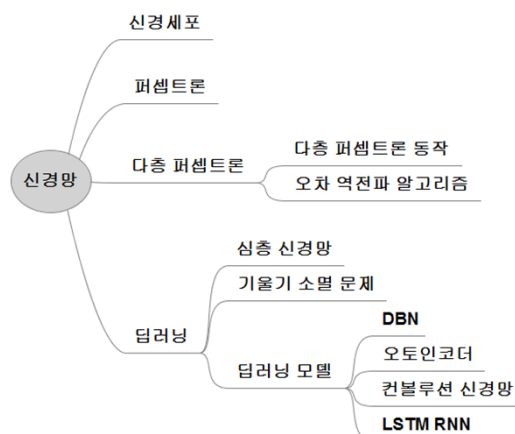 신경망
신경세포
퍼셉트론
다층 퍼셉트론
다층 퍼셉트론 동작
오차 역전파 알고리즘
딥러닝
심층 신경망
기울기 소멸 문제
딥러닝 모델
DBN
오토인코더
컨볼루션 신경망
LSTM RNN